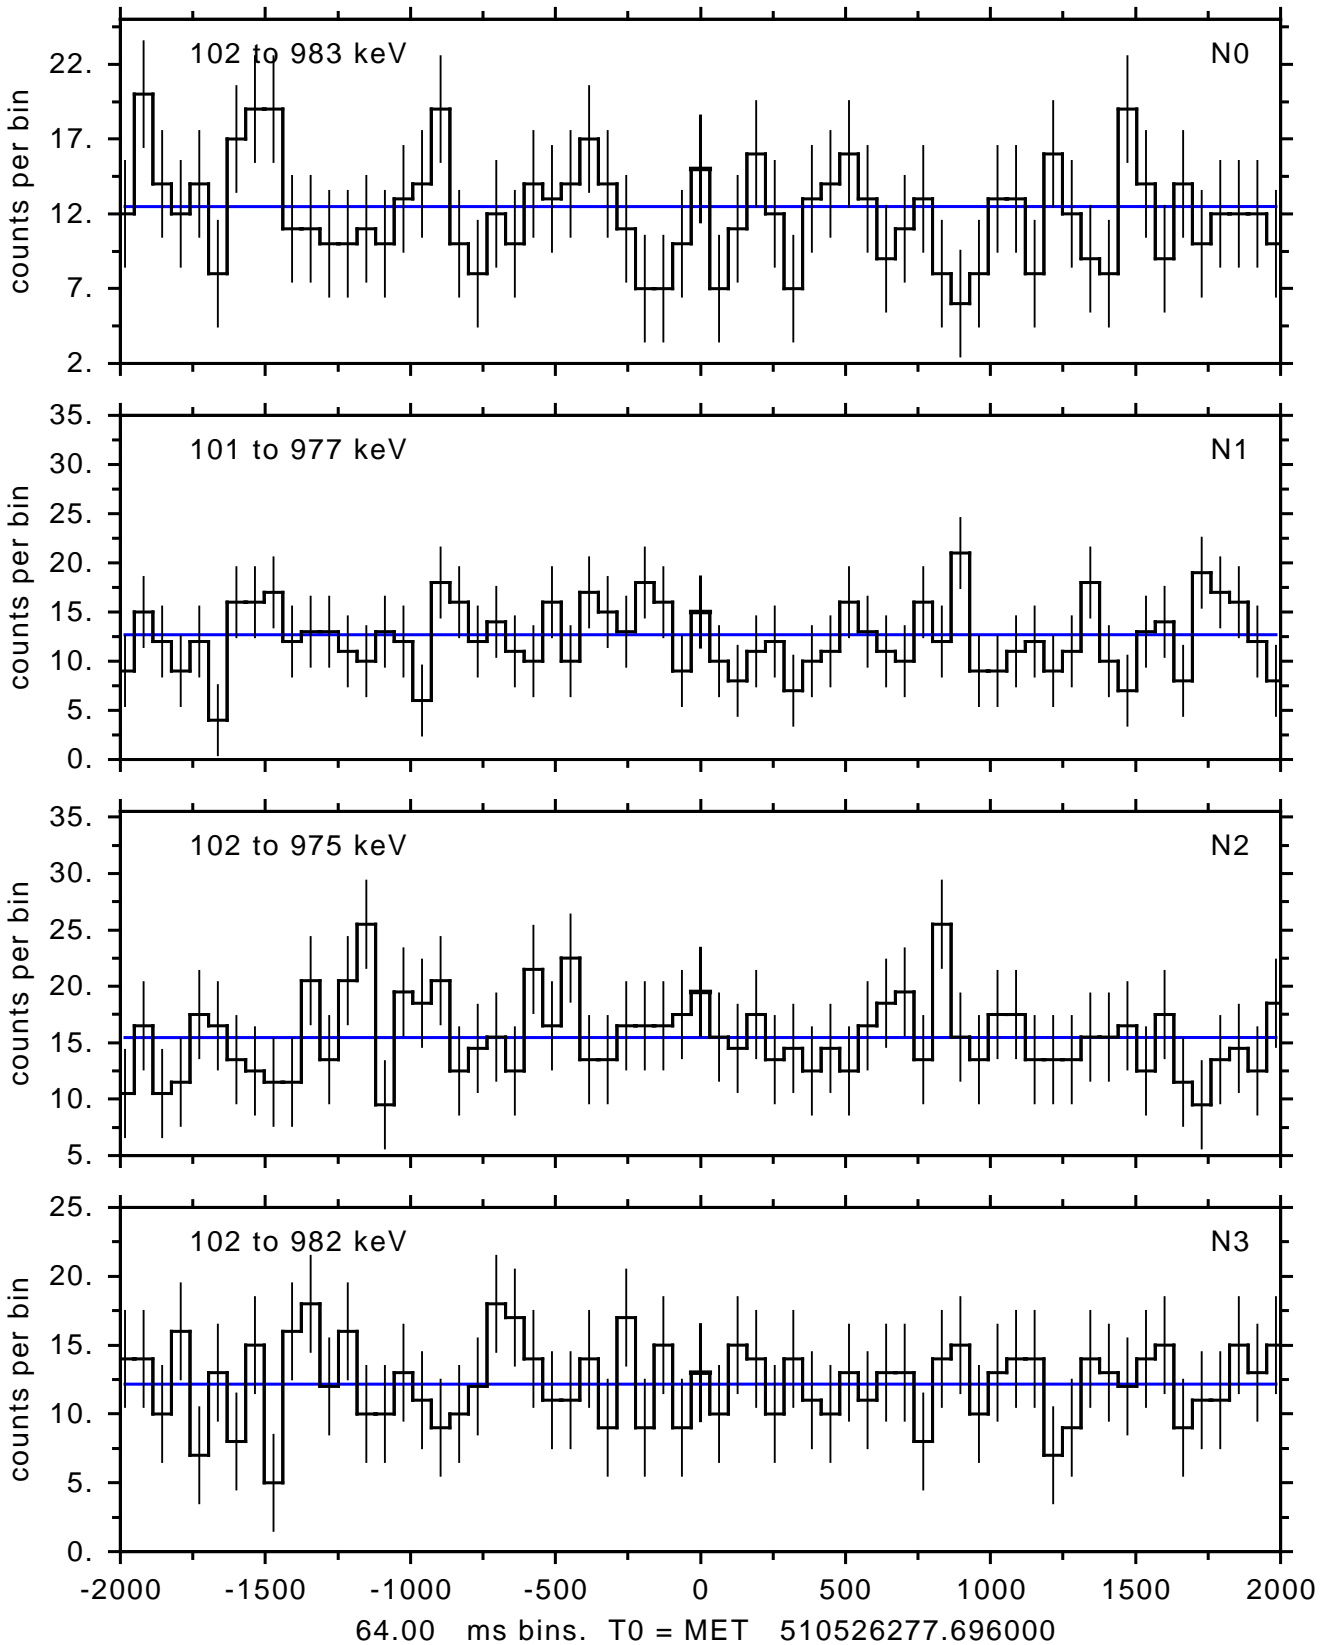 102 to 983 keV N0
22.
17.
12.
7.
2.
counts per bin
101 to 977 keV N1
35.
30.
25.
20.
15.
10.
5.
0.
counts per bin
102 to 975 keV N2
35.
30.
25.
20.
15.
10.
5.
counts per bin
102 to 982 keV N3
25.
20.
15.
10.
5.
0.
counts per bin
-2000 -1500 -1000 -500 0 500 1000 1500 2000
64.00 ms bins. T0 = MET 510526277.696000